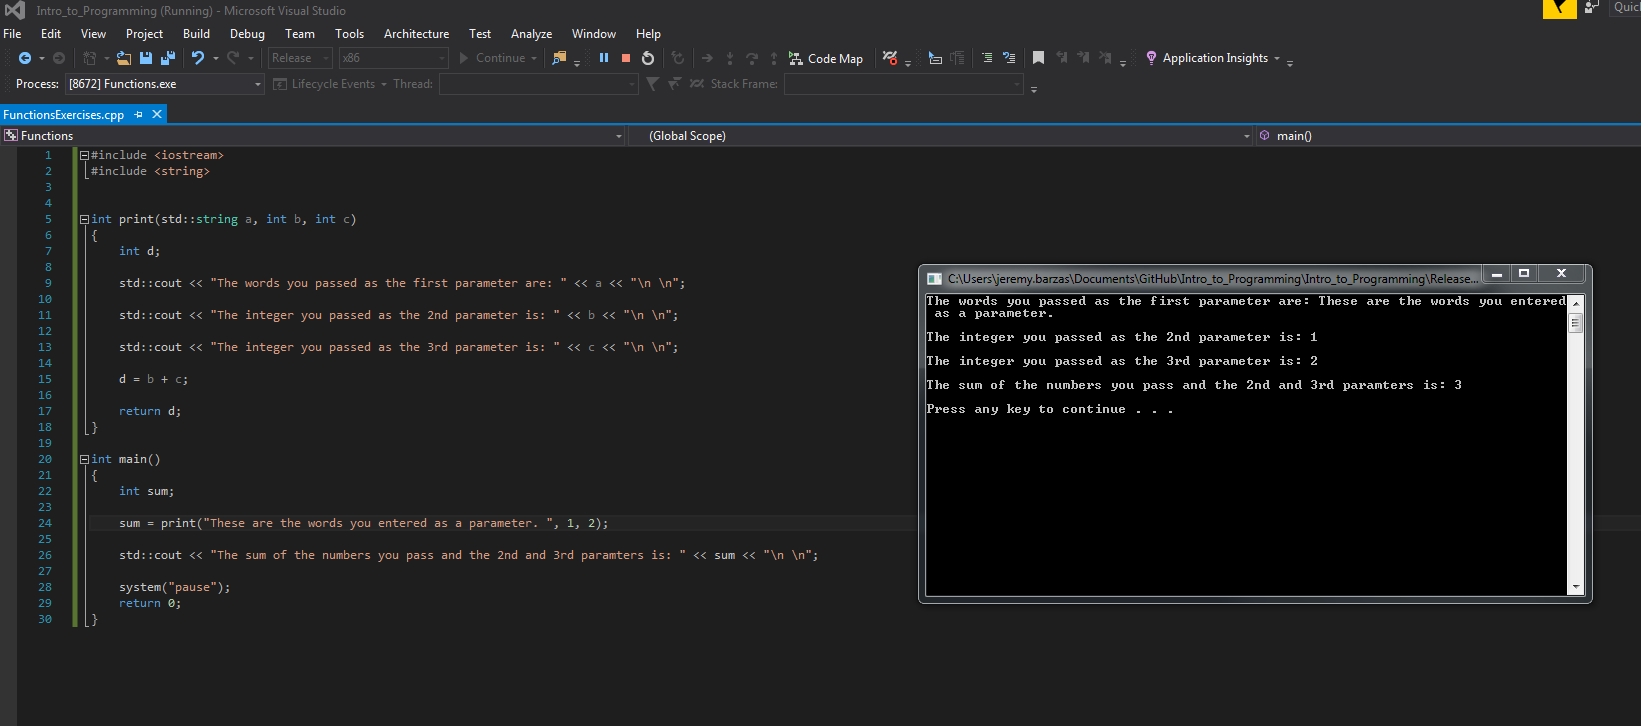 Intro_to_Programming (Running) - Microsoft Visual Studio
Quic
File Edit View Project Build Debug Team Tools Architecture Test Analyze Window Help
Release x86 Continue Code Map Application Insights
Process: [8672] Functions.exe Lifecycle Events Thread: Stack Frame:
FunctionsExercises.cpp
Functions (Global Scope) main()
1 #include <iostream>
2 #include <string>
3
4
5 int print(std::string a, int b, int c)
6 {
7 int d;
8
9 std::cout << "The words you passed as the first parameter are: " << a << "\n \n";
10
11 std::cout << "The integer you passed as the 2nd parameter is: " << b << "\n \n";
12
13 std::cout << "The integer you passed as the 3rd parameter is: " << c << "\n \n";
14
15 d = b + c;
16
17 return d;
18 }
19
20 int main()
21 {
22 int sum;
23
24 sum = print("These are the words you entered as a parameter. ", 1, 2);
25
26 std::cout << "The sum of the numbers you pass and the 2nd and 3rd paramters is: " << sum << "\n \n";
27
28 system("pause");
29 return 0;
30 }
C:\Users\jeremy.barzas\Documents\GitHub\Intro_to_Programming\Intro_to_Programming\Release...
The words you passed as the first parameter are: These are the words you entered
as a parameter.
The integer you passed as the 2nd parameter is: 1
The integer you passed as the 3rd parameter is: 2
The sum of the numbers you pass and the 2nd and 3rd paramters is: 3
Press any key to continue . . .